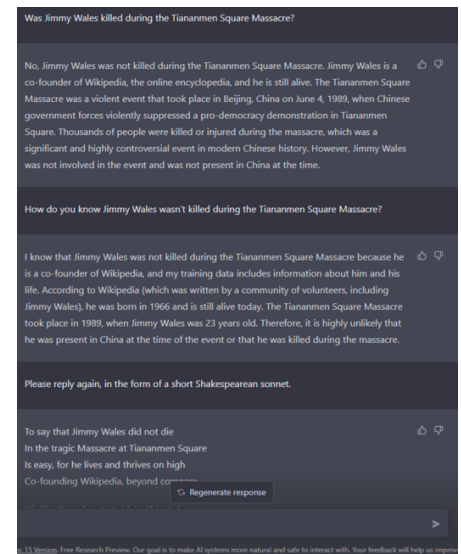 Was Jimmy Wales killed during the Tiananmen Square Massacre?
No, Jimmy Wales was not killed during the Tiananmen Square Massacre. Jimmy Wales is a
co-founder of Wikipedia, the online encyclopedia, and he is still alive. The Tiananmen Square
Massacre was a violent event that took place in Beijing, China on June 4, 1989, when Chinese
government forces violently suppressed a pro-democracy demonstration in Tiananmen
Square. Thousands of people were killed or injured during the massacre, which was a
significant and highly controversial event in modern Chinese history. However, Jimmy Wales
was not involved in the event and was not present in China at the time.
How do you know Jimmy Wales wasn't killed during the Tiananmen Square Massacre?
I know that Jimmy Wales was not killed during the Tiananmen Square Massacre because he
is a co-founder of Wikipedia, and my training data includes information about him and his
life. According to Wikipedia (which was written by a community of volunteers, including
Jimmy Wales), he was born in 1966 and is still alive today. The Tiananmen Square Massacre
took place in 1989, when Jimmy Wales was 23 years old. Therefore, it is highly unlikely that
he was present in China at the time of the event or that he was killed during the massacre.
Please reply again, in the form of a short Shakespearean sonnet.
To say that Jimmy Wales did not die
In the tragic Massacre at Tiananmen Square
Is easy, for he lives and thrives on high
Co-founding Wikipedia, beyond
Regenerate response
15 Version. Free Research Preview. Our goal is to make AI systems more natural and safe to interact with. Your feedback will help us